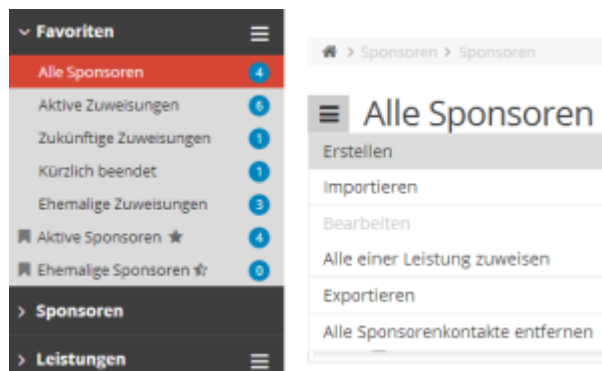 Favoriten
Alle Sponsoren 4
Aktive Zuweisungen 6
Zukünftige Zuweisungen 1
Kürzlich beendet 1
Ehemalige Zuweisungen 3
Aktive Sponsoren 4
Ehemalige Sponsoren 0
Sponsoren
Leistungen
> Sponsoren > Sponsoren
Alle Sponsoren
Erstellen
Importieren
Bearbeiten
Alle einer Leistung zuweisen
Exportieren
Alle Sponsorenkontakte entfernen